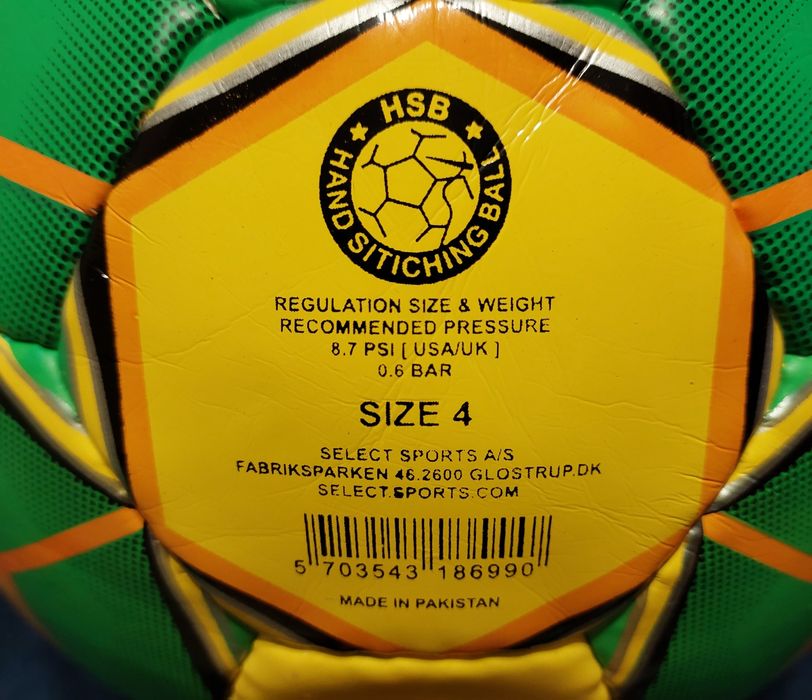 HSB
HAND SITICHING BALL
REGULATION SIZE & WEIGHT
RECOMMENDED PRESSURE
8.7 PSI [ USA/UK ]
0.6 BAR
SIZE 4
SELECT SPORTS A/S
FABRIKSPARKEN 46.2600 GLOSTRUP.DK
SELECT.SPORTS.COM
5 703543 186990
MADE IN PAKISTAN